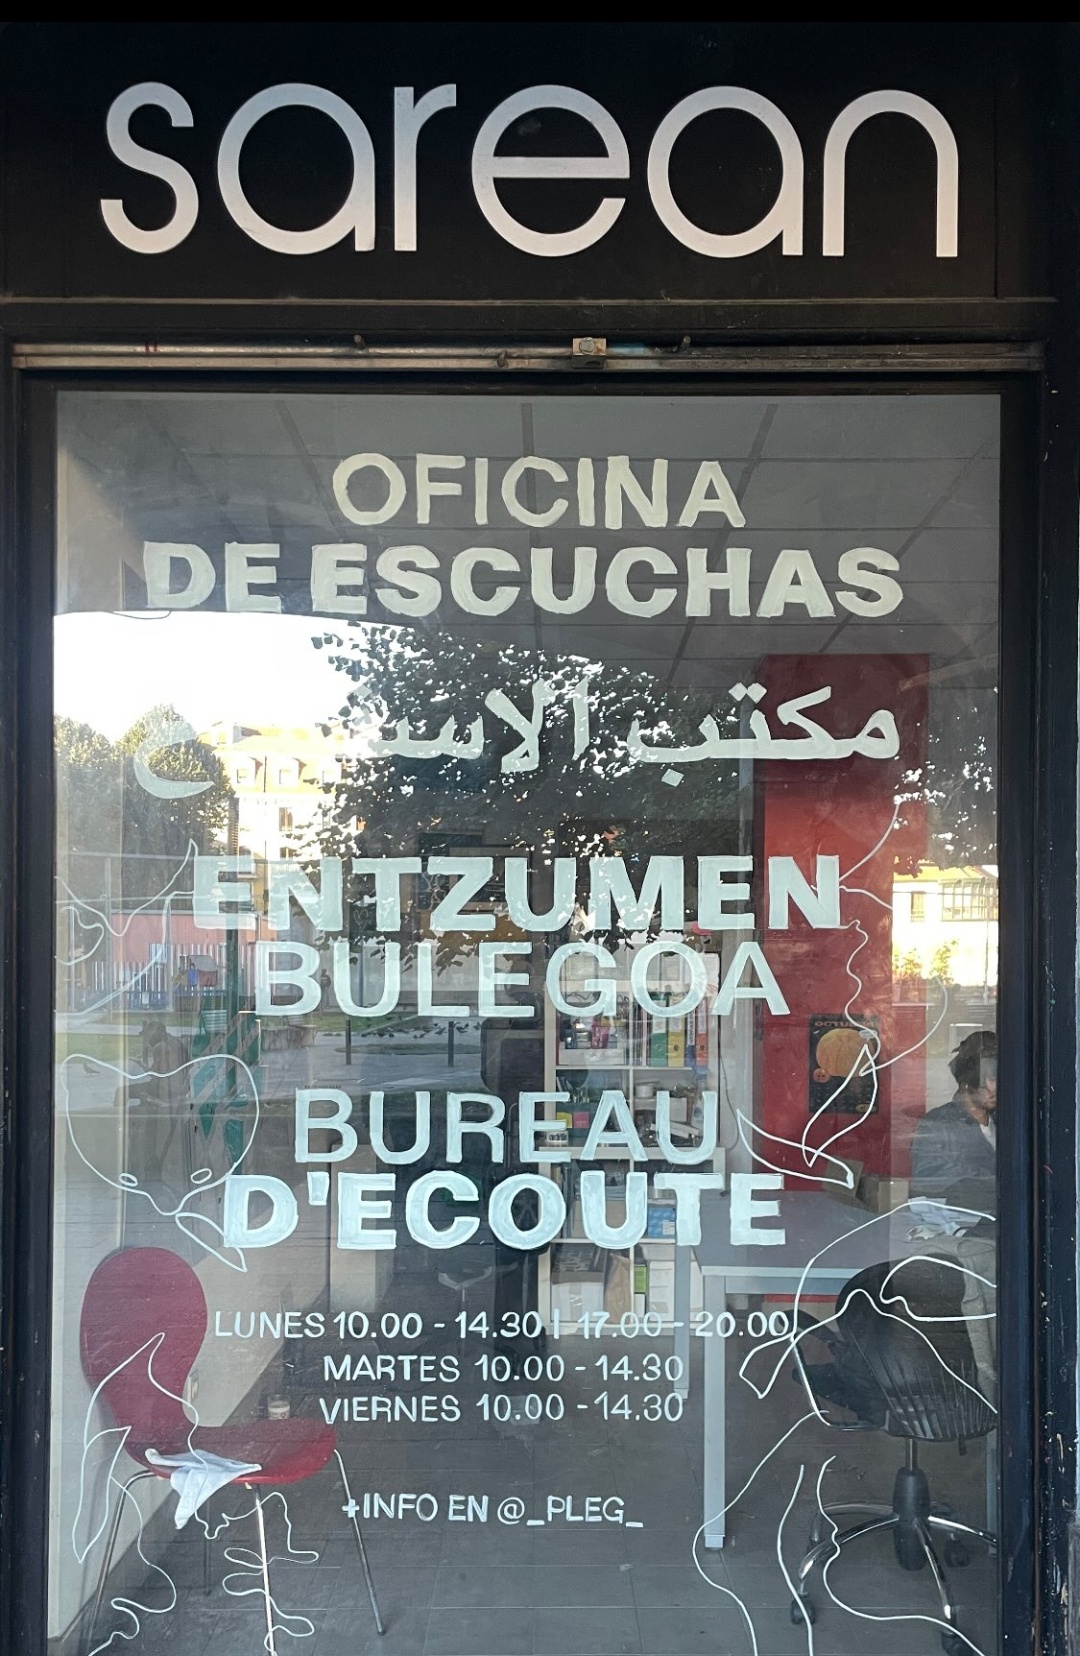 sarean
OFICINA
DE ESCUCHAS
مكتب الاستماع
ENTZUMEN
BULEGOA
BUREAU
D'ECOUTE
LUNES 10.00 - 14.30 | 17.00 - 20.00
MARTES 10.00 - 14.30
VIERNES 10.00 - 14.30
+INFO EN @_PLEG_